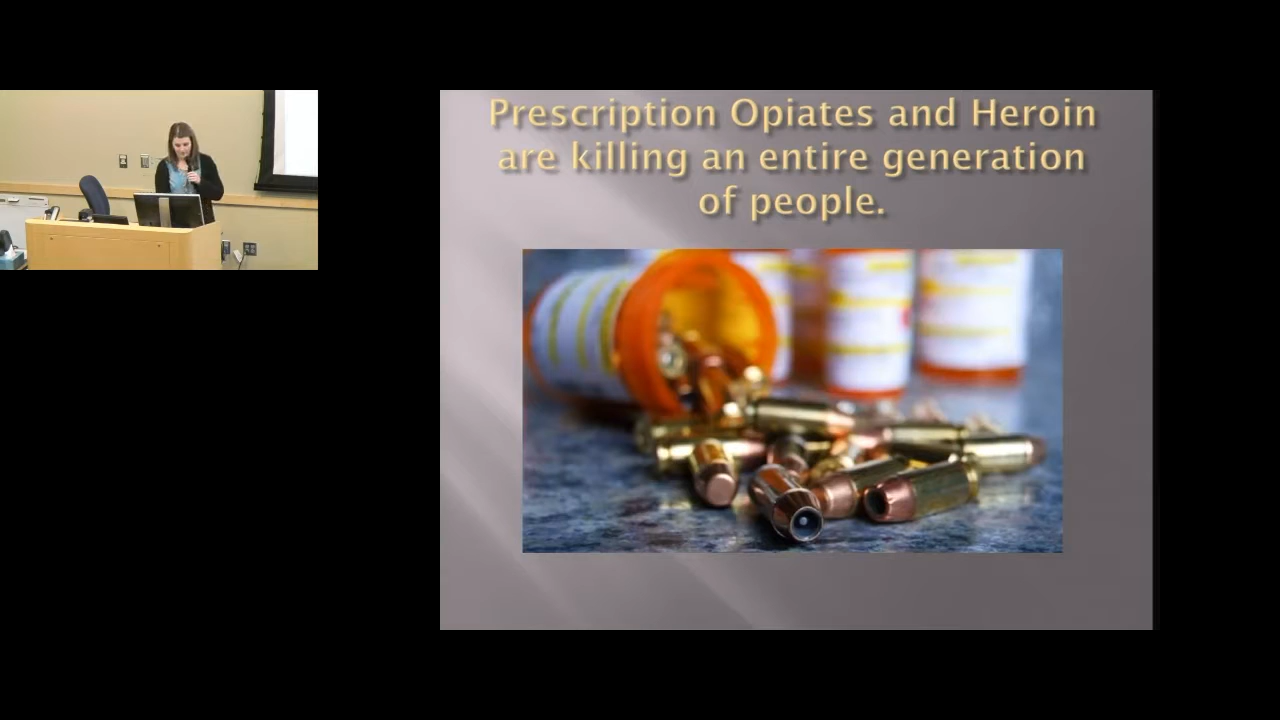 Prescription Opiates and Heroin
are killing an entire generation
of people.